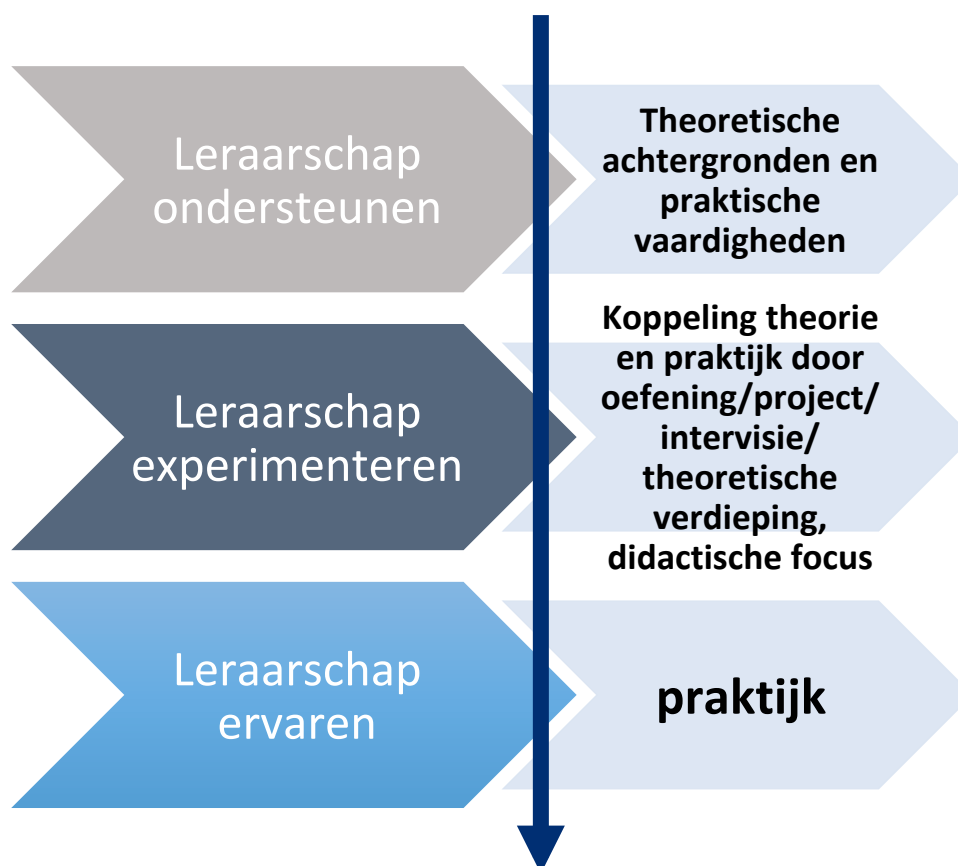 Leraarschap
ondersteunen
Theoretische
achtergronden en
praktische
vaardigheden
Leraarschap
experimenteren
Koppeling theorie
en praktijk door
oefening/project/
intervisie/
theoretische
verdieping,
didactische focus
Leraarschap
ervaren
praktijk